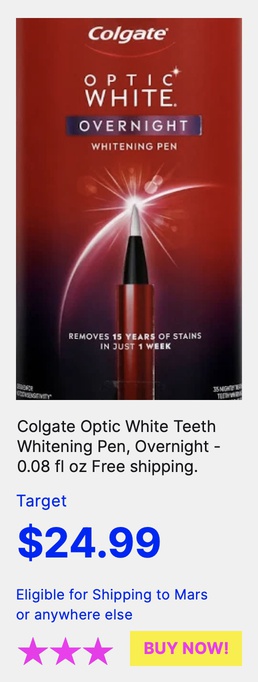 Colgate®
OPTIC
WHITE®
OVERNIGHT
WHITENING PEN
REMOVES 15 YEARS OF STAINS
IN JUST 1 WEEK
Colgate Optic White Teeth
Whitening Pen, Overnight -
0.08 fl oz Free shipping.
Target
$24.99
Eligible for Shipping to Mars
or anywhere else
BUY NOW!